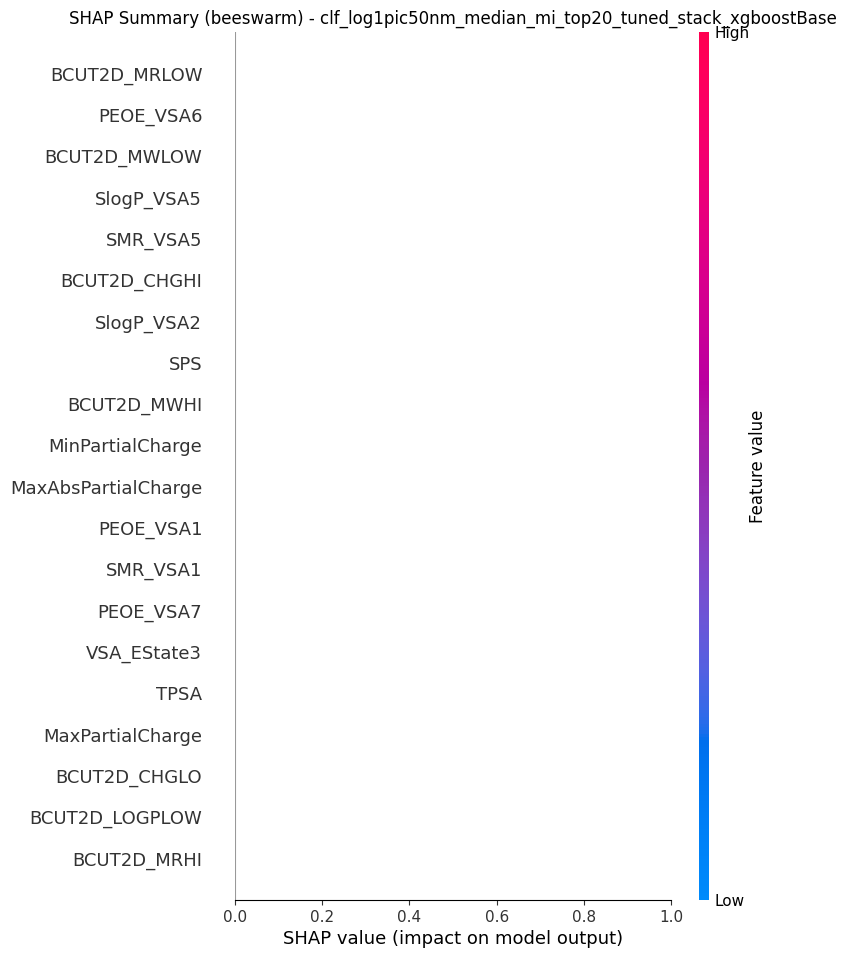 SHAP Summary (beeswarm) - clf_log1pic50nm_median_mi_top20_tuned_stack_xgboostBase
High
BCUT2D_MRLOW
PEOE_VSA6
BCUT2D_MWLOW
SlogP_VSA5
SMR_VSA5
BCUT2D_CHGHI
SlogP_VSA2
SPS
BCUT2D_MWHI
MinPartialCharge
MaxAbsPartialCharge
PEOE_VSA1
SMR_VSA1
PEOE_VSA7
VSA_EState3
TPSA
MaxPartialCharge
BCUT2D_CHGLO
BCUT2D_LOGPLOW
BCUT2D_MRHI
Feature value
Low
0.0 0.2 0.4 0.6 0.8 1.0
SHAP value (impact on model output)